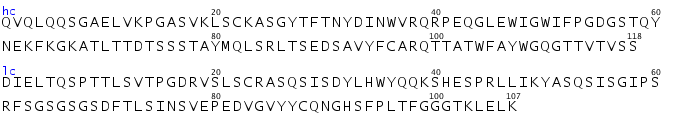 hc 20 40 60
QVQLQQSGAELVKPGASVKLSCKASGYTFTNYDINWVRQRPEQGLEWIGWIFPGDGSTQY
80 100 118
NEKFKGKATLTTDTSSSTAYMQLSRLTSEDSAVYFCARQTTATWFAYWGQGTTVTVSS
lc 20 40 60
DIELTQSPTTLSVTPGDRVSLSCRASQSISDYLHWYQQKSHESPRLLIKYASQSISGIPS
80 100 107
RFSGSGSGSDFTLSINSVEPEDVGVYYCQNGHSFPLTFGGGTKLELK